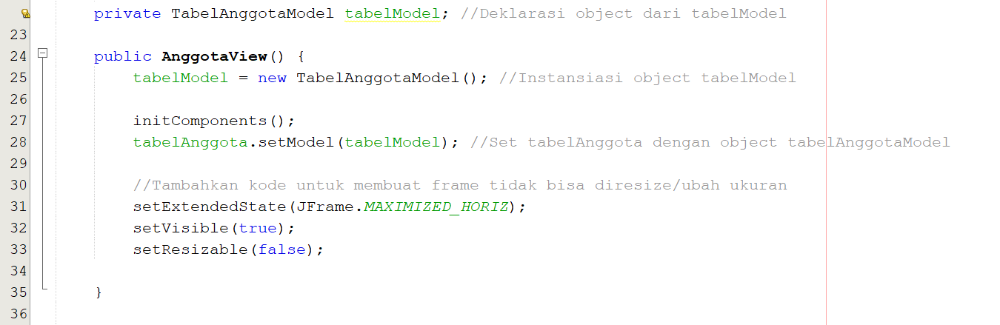 private TabelAnggotaModel tabelModel; //Deklarasi object dari tabelModel
23
24 public AnggotaView() {
25 tabelModel = new TabelAnggotaModel(); //Instansiasi object tabelModel
26
27 initComponents();
28 tabelAnggota.setModel(tabelModel); //Set tabelAnggota dengan object tabelAnggotaModel
29
30 //Tambahkan kode untuk membuat frame tidak bisa diresize/ubah ukuran
31 setExtendedState(JFrame.MAXIMIZED_HORIZ);
32 setVisible(true);
33 setResizable(false);
34
35 }
36